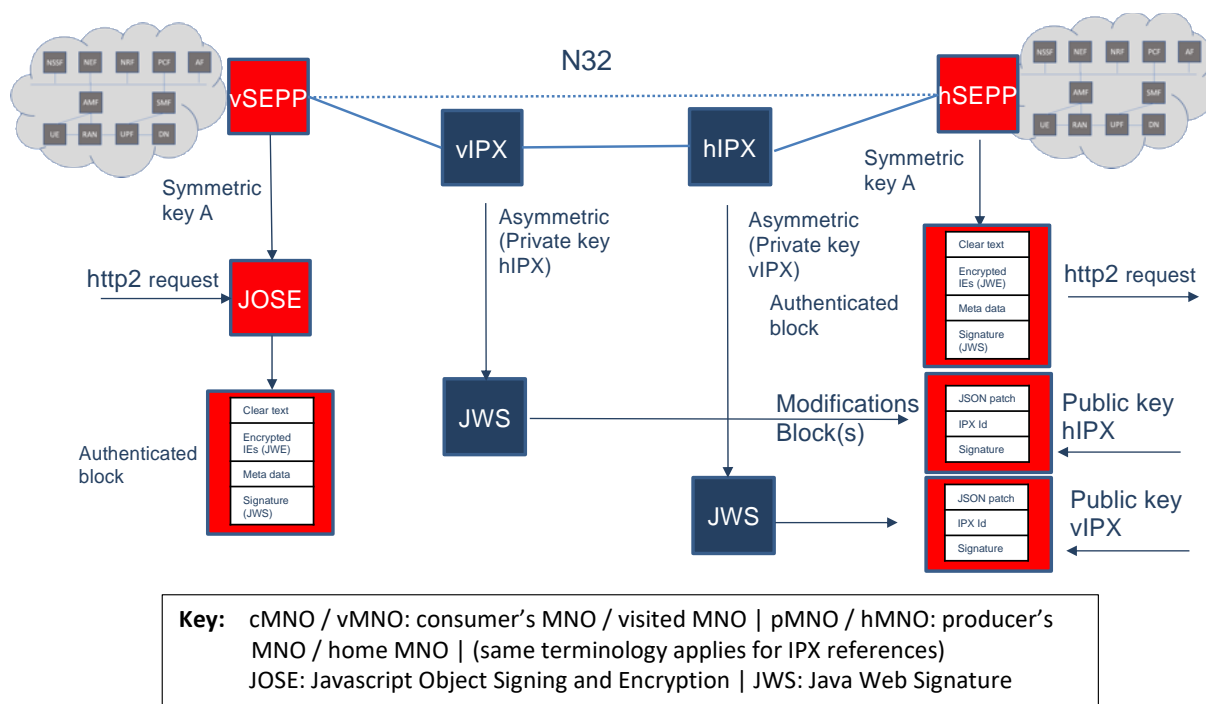 NSSF NEF NRF PCF AF
AMF SMF
UE RAN UPF DN
vSEPP
N32
hSEPP
NSSF NEF NRF PCF AF
AMF SMF
UE RAN UPF DN
vIPX
hIPX
Symmetric
key A
Asymmetric
(Private key
hIPX)
Asymmetric
(Private key
vIPX)
Symmetric
key A
http2 request
JOSE
Authenticated
block
Clear text
Encrypted
IEs (JWE)
Meta data
Signature
(JWS)
http2 request
Authenticated
block
Clear text
Encrypted
IEs (JWE)
Meta data
Signature
(JWS)
JWS
Modifications
Block(s)
JSON patch
IPX Id
Signature
Public key
hIPX
JWS
JSON patch
IPX Id
Signature
Public key
vIPX
Key: cMNO / vMNO: consumer’s MNO / visited MNO | pMNO / hMNO: producer’s
MNO / home MNO | (same terminology applies for IPX references)
JOSE: Javascript Object Signing and Encryption | JWS: Java Web Signature